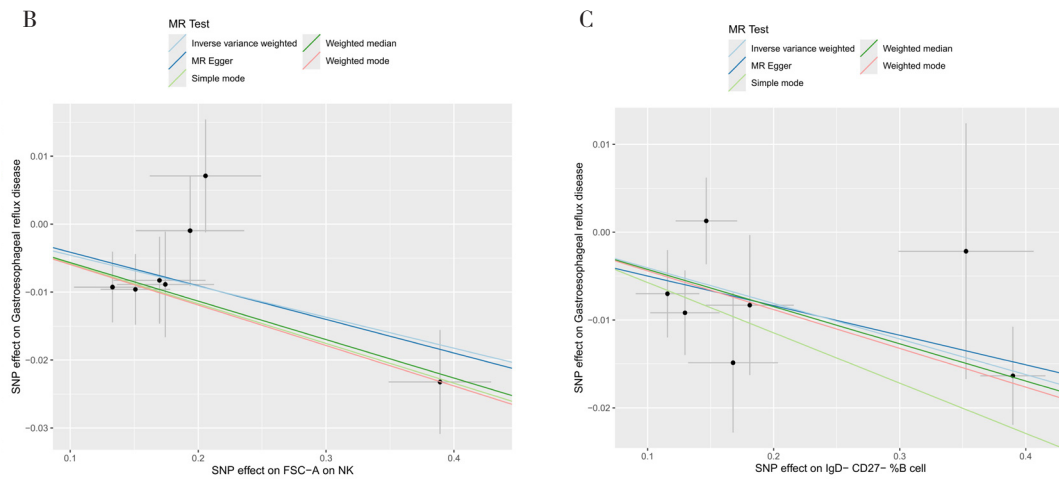 B
MR Test
Inverse variance weighted
Weighted median
MR Egger
Weighted mode
Simple mode
SNP effect on Gastroesophageal reflux disease
0.01
0.00
−0.01
−0.02
−0.03
0.1
0.2
0.3
0.4
SNP effect on FSC−A on NK
C
MR Test
Inverse variance weighted
Weighted median
MR Egger
Weighted mode
Simple mode
SNP effect on Gastroesophageal reflux disease
0.01
0.00
−0.01
−0.02
0.1
0.2
0.3
0.4
SNP effect on IgD− CD27− %B cell